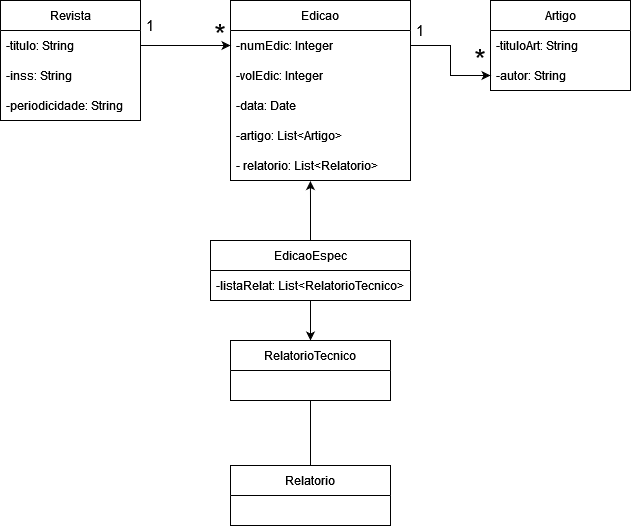 Revista
-titulo: String
-inss: String
-periodicidade: String
1
*
Edicao
-numEdic: Integer
-volEdic: Integer
-data: Date
-artigo: List<Artigo>
- relatorio: List<Relatorio>
1
*
Artigo
-tituloArt: String
-autor: String
EdicaoEspec
-listaRelat: List<RelatorioTecnico>
RelatorioTecnico
Relatorio